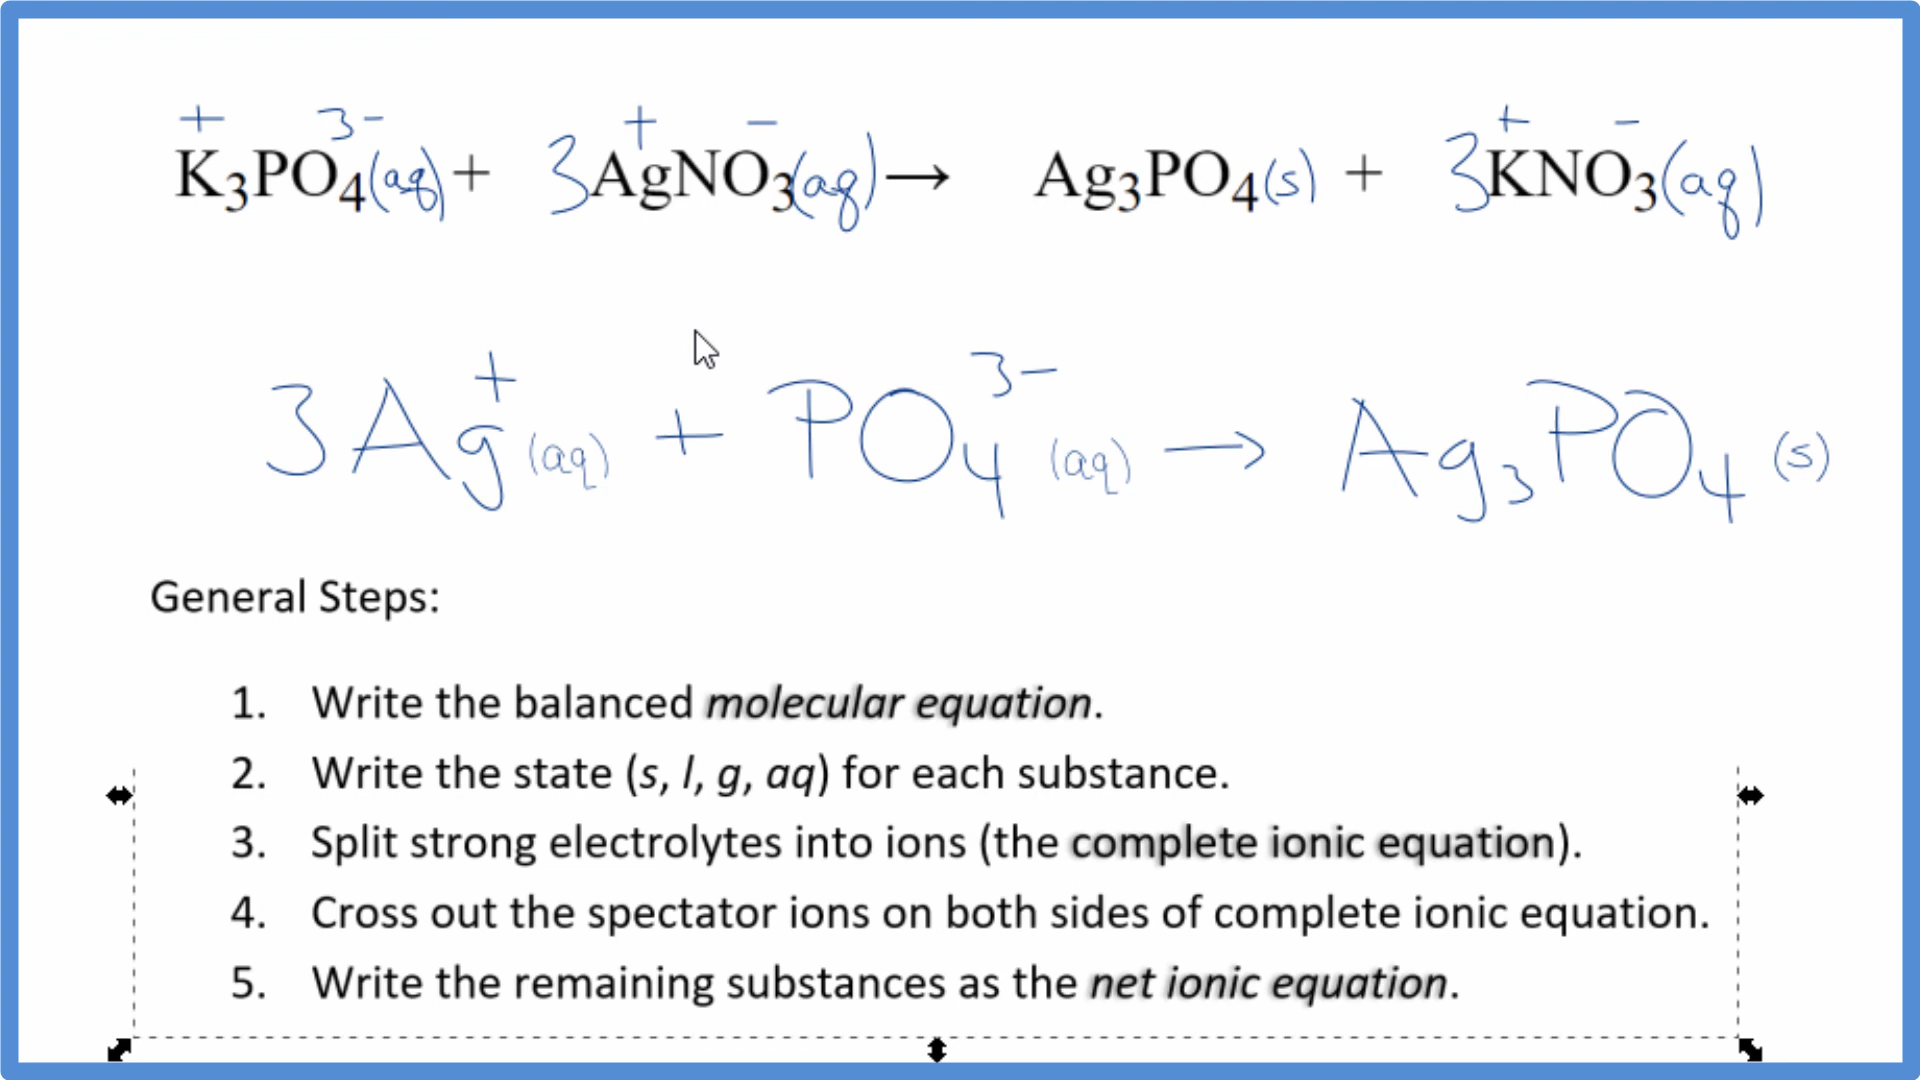 K₃PO₄(aq) + 3AgNO₃(aq) → Ag₃PO₄(s) + 3KNO₃(aq)
+ 3- + - + -
3Ag⁺(aq) + PO₄³⁻(aq) → Ag₃PO₄(s)
General Steps:
1. Write the balanced molecular equation.
2. Write the state (s, l, g, aq) for each substance.
3. Split strong electrolytes into ions (the complete ionic equation).
4. Cross out the spectator ions on both sides of complete ionic equation.
5. Write the remaining substances as the net ionic equation.